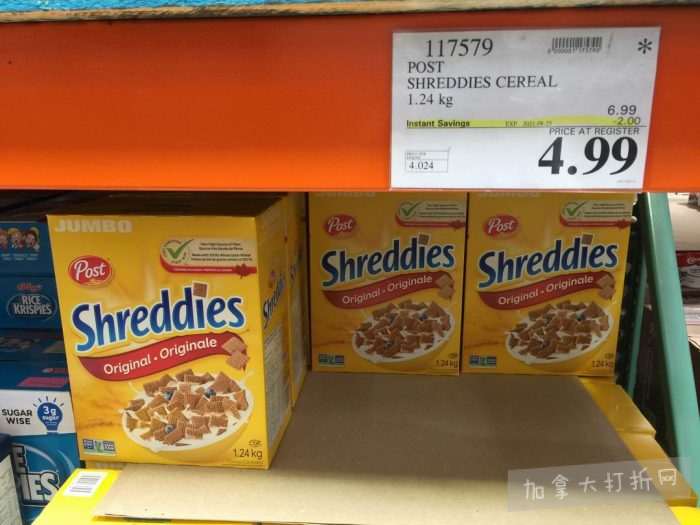 117579
*
POST
SHREDDIES CEREAL
1.24 kg
6.99
Instant Savings
-2.00
PRICE AT REGISTER
4.024
4.99
JUMBO
Post
Shreddies
Original • Originale
1.24 kg
Post
Shreddies
Original • Originale
1.24 kg
Post
Shreddies
Original • Originale
1.24 kg
RICE
KRISPIES
SUGAR
WISE
3g
sugar
加拿大打折网